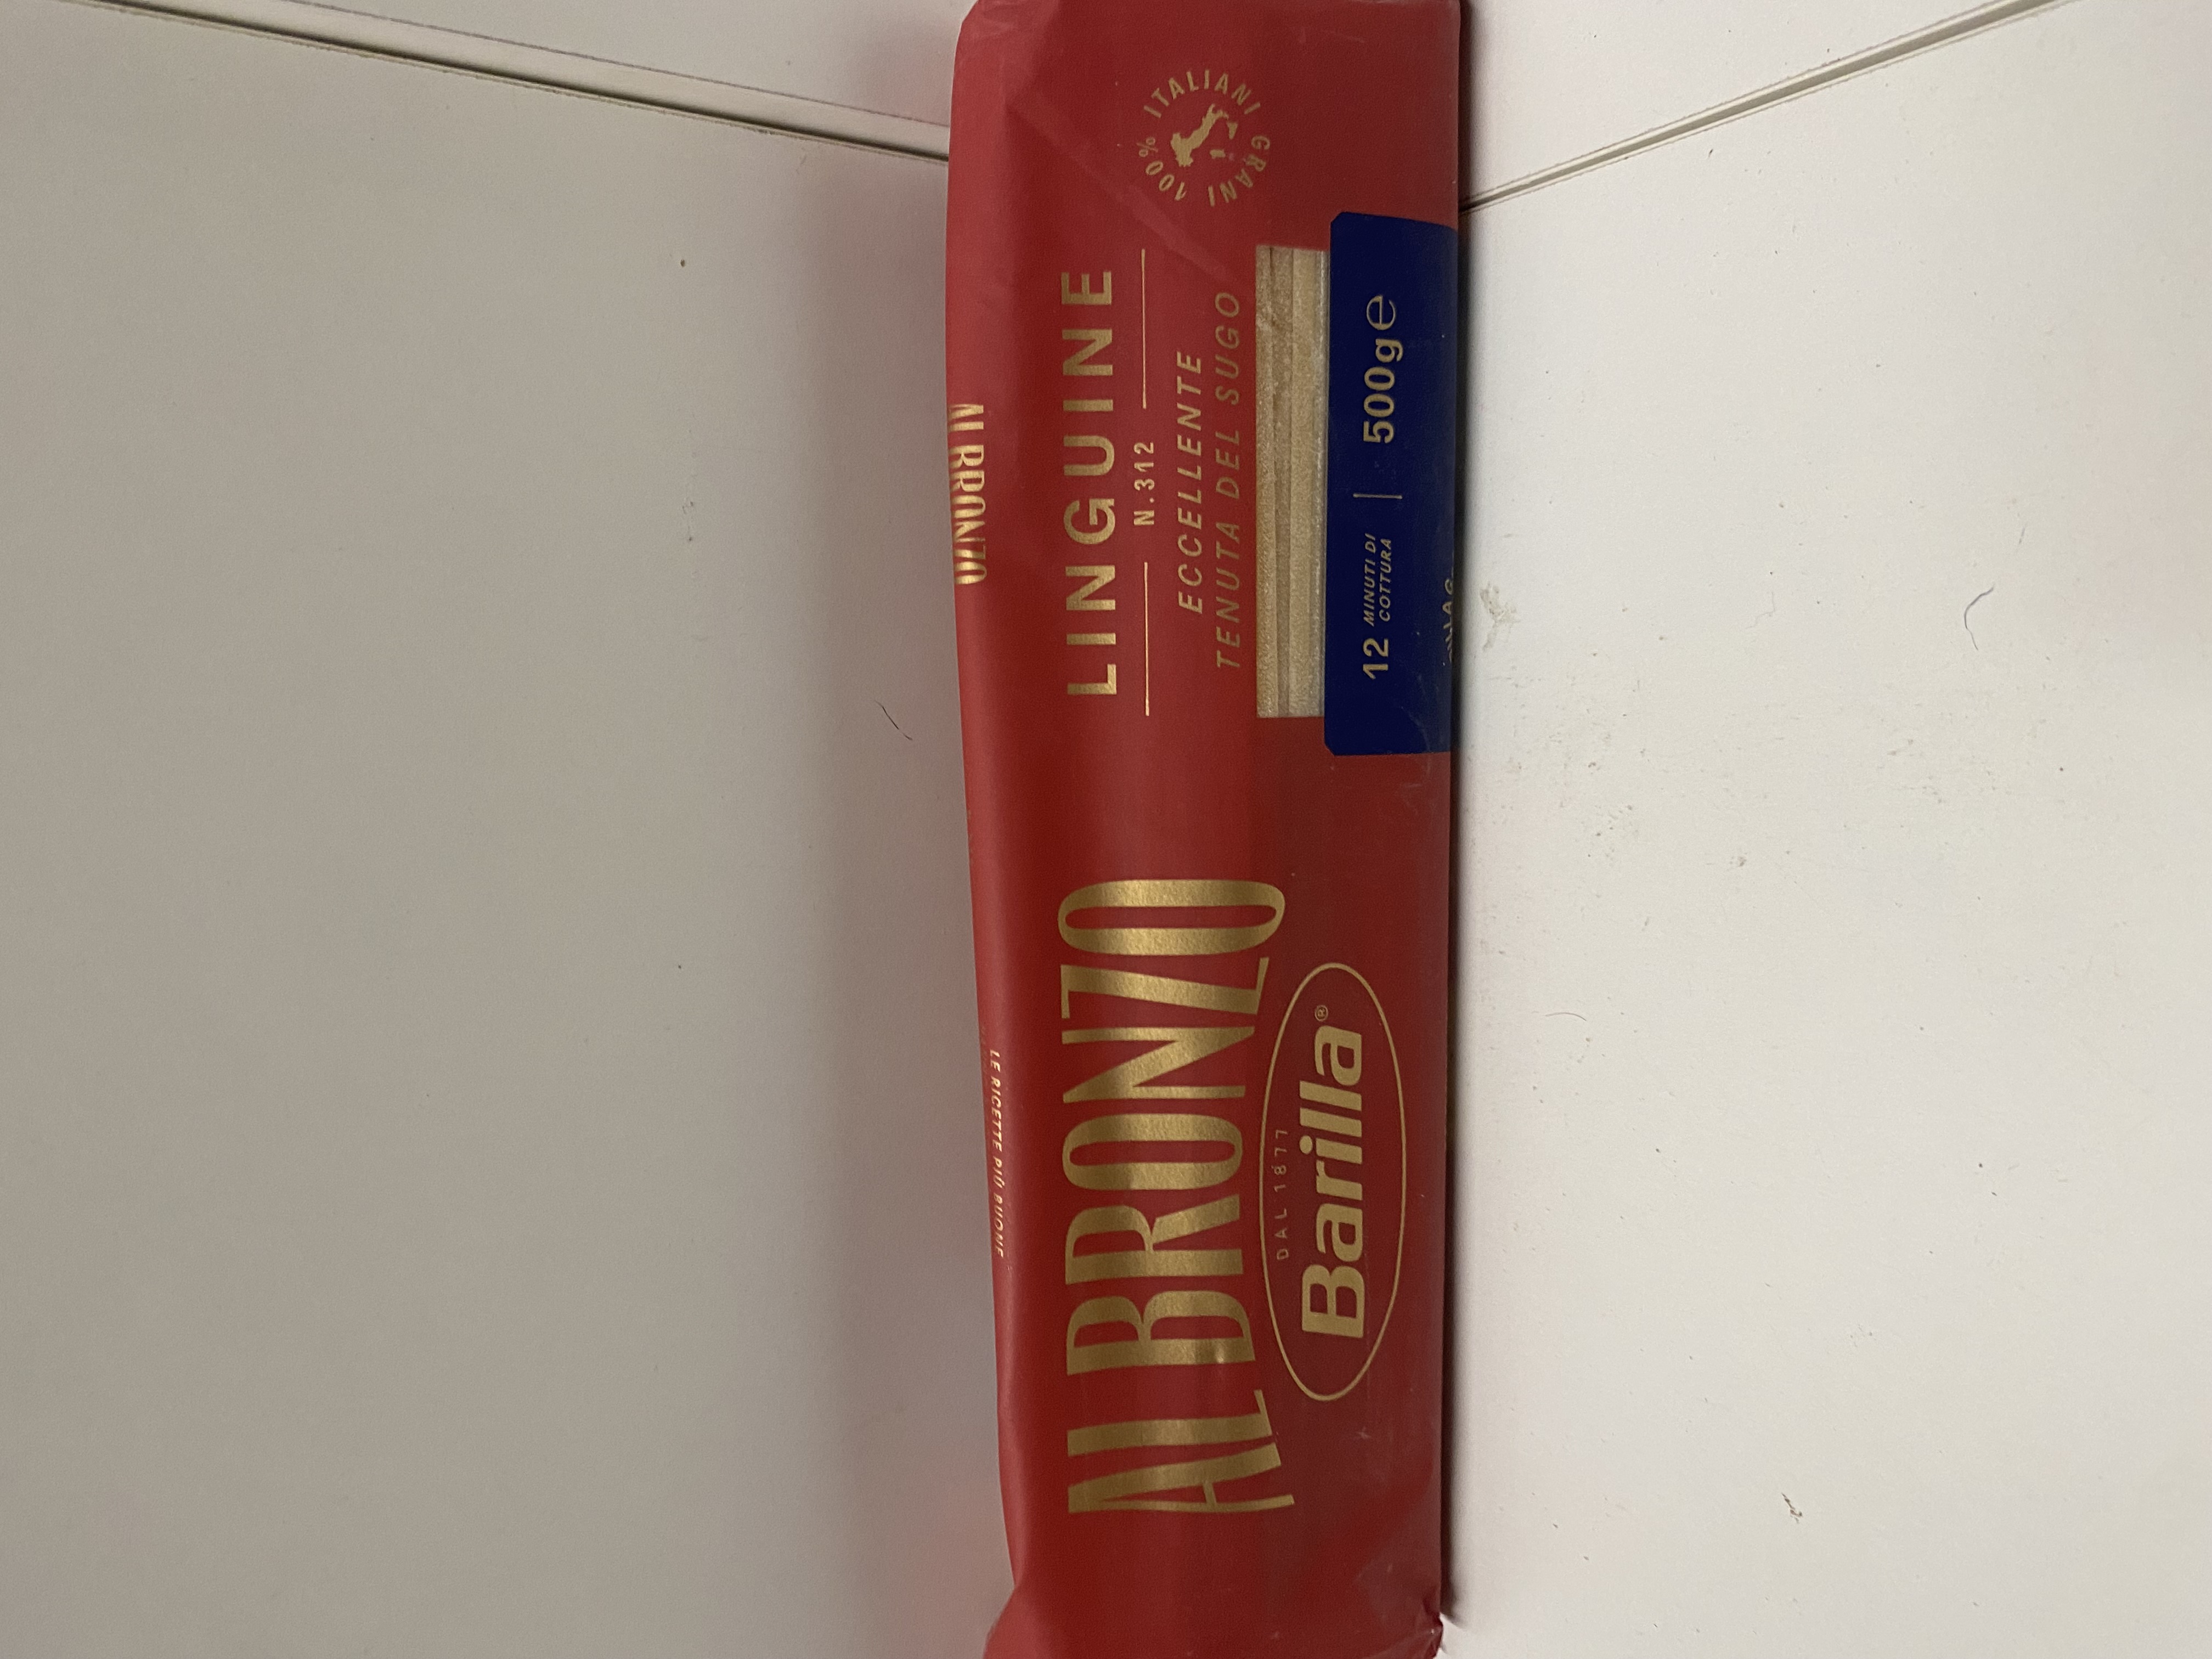 AL BRONZO
DAL 1877
Barilla®
LINGUINE
N.312
ECCELLENTE
TENUTA DEL SUGO
12 MINUTI DI
COTTURA | 500g ℮
100% ITALIANI GRANI
AL BRONZO
LE RICETTE PIÙ BUONE